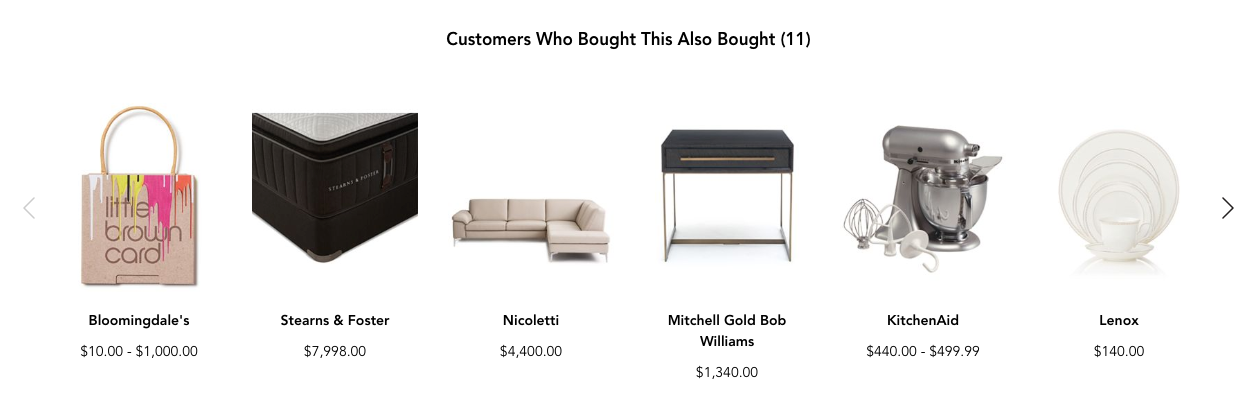 Customers Who Bought This Also Bought (11)
little
brown
card
STEARNS & FOSTER
Bloomingdale's
$10.00 - $1,000.00
Stearns & Foster
$7,998.00
Nicoletti
$4,400.00
Mitchell Gold Bob
Williams
$1,340.00
KitchenAid
$440.00 - $499.99
Lenox
$140.00